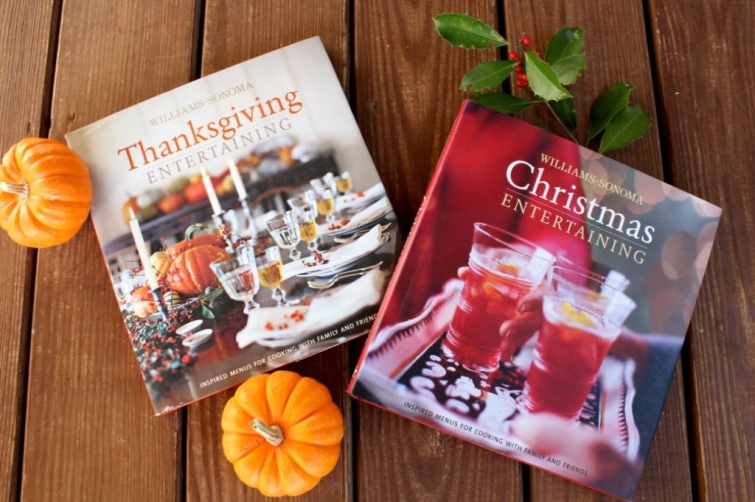 WILLIAMS-SONOMA
Thanksgiving
ENTERTAINING
INSPIRED MENUS FOR COOKING WITH FAMILY AND FRIENDS
WILLIAMS-SONOMA
Christmas
ENTERTAINING
INSPIRED MENUS FOR COOKING WITH FAMILY AND FRIENDS